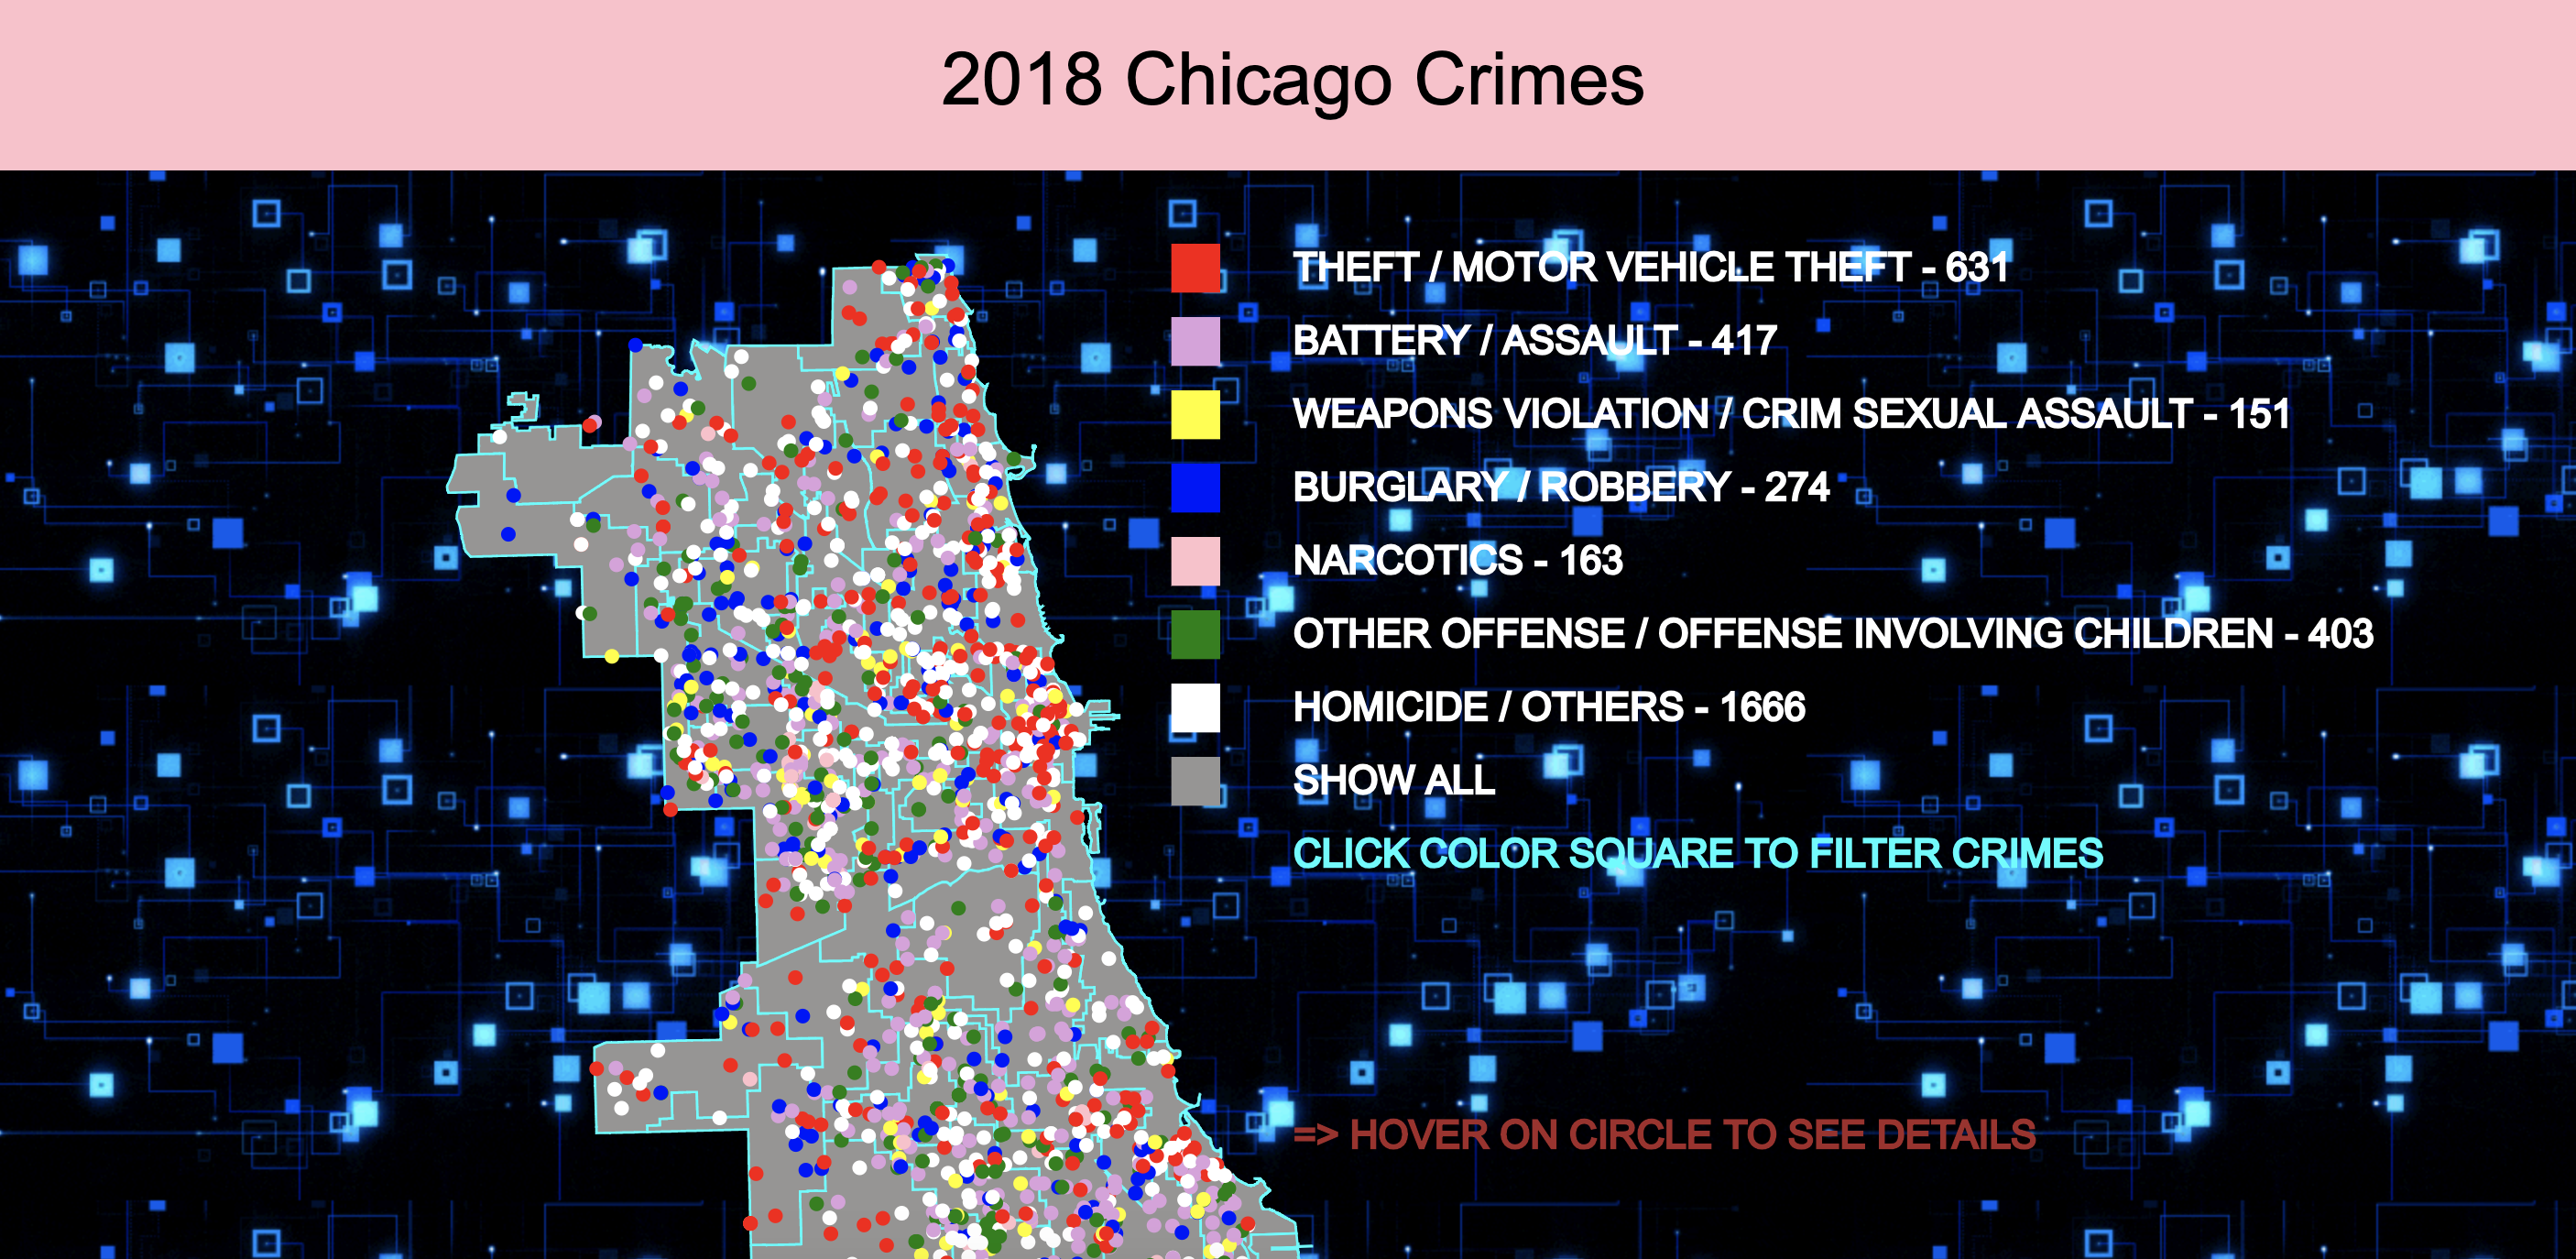 2018 Chicago Crimes
THEFT / MOTOR VEHICLE THEFT - 631
BATTERY / ASSAULT - 417
WEAPONS VIOLATION / CRIM SEXUAL ASSAULT - 151
BURGLARY / ROBBERY - 274
NARCOTICS - 163
OTHER OFFENSE / OFFENSE INVOLVING CHILDREN - 403
HOMICIDE / OTHERS - 1666
SHOW ALL
CLICK COLOR SQUARE TO FILTER CRIMES
=> HOVER ON CIRCLE TO SEE DETAILS